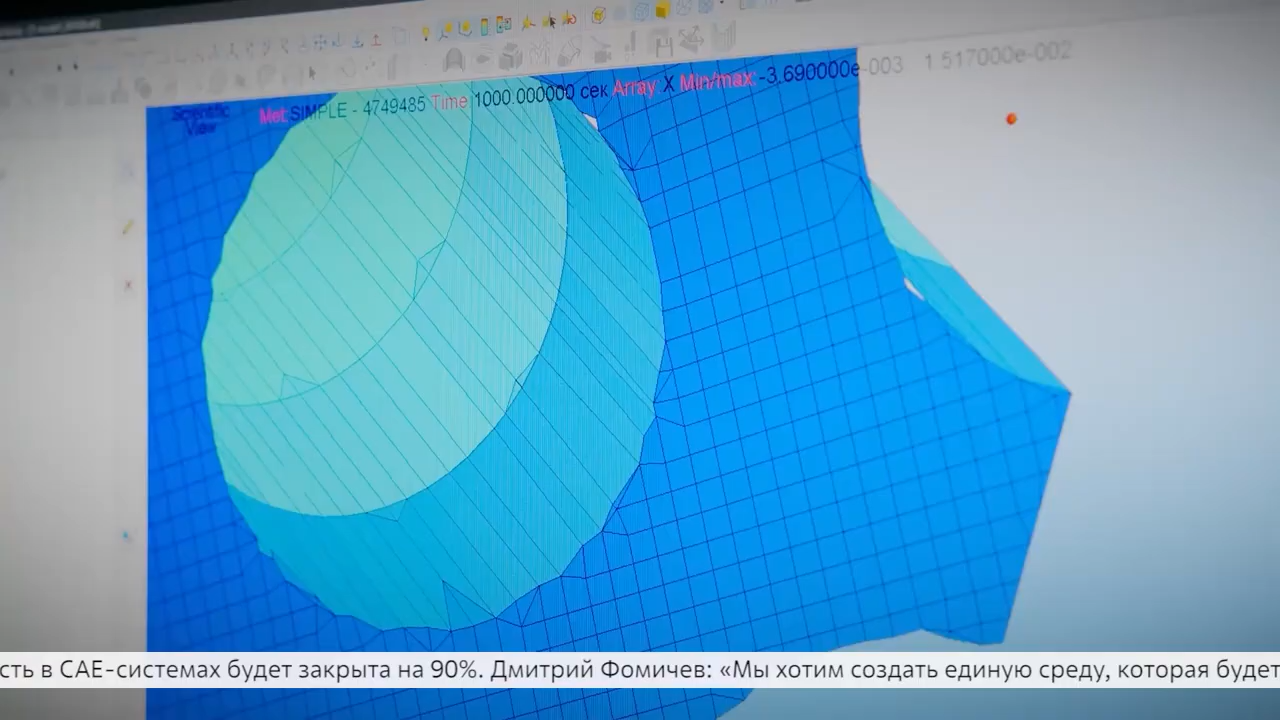 Scientific
View
Met: SIMPLE - 4749485 Time 1000.000000 сек Array: X Min/max: -3.690000e-003 1.517000e-002
сть в CAE-системах будет закрыта на 90%. Дмитрий Фомичев: «Мы хотим создать единую среду, которая будет